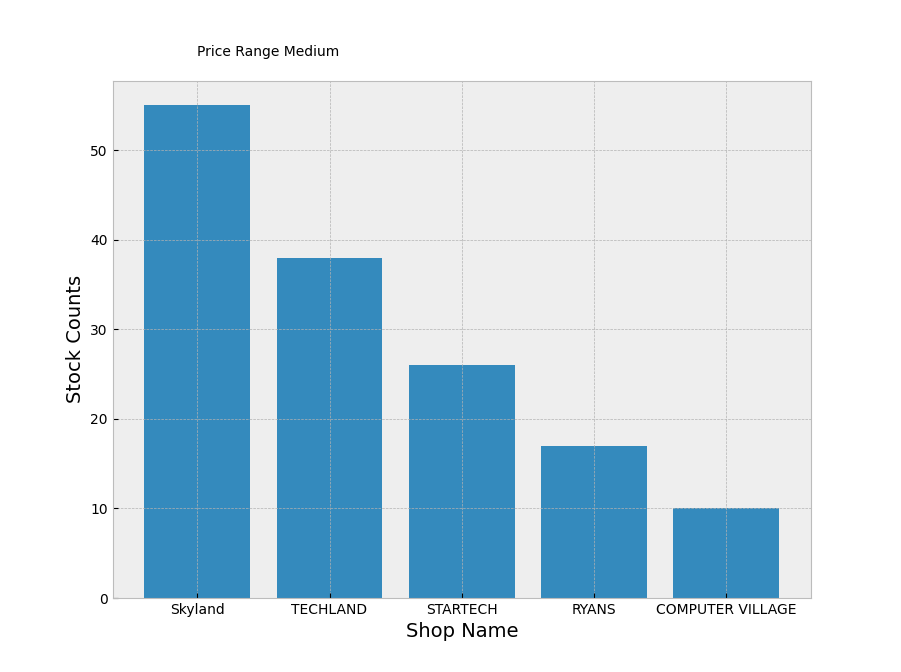 Price Range Medium
Stock Counts
50
40
30
20
10
0
Skyland TECHLAND STARTECH RYANS COMPUTER VILLAGE
Shop Name